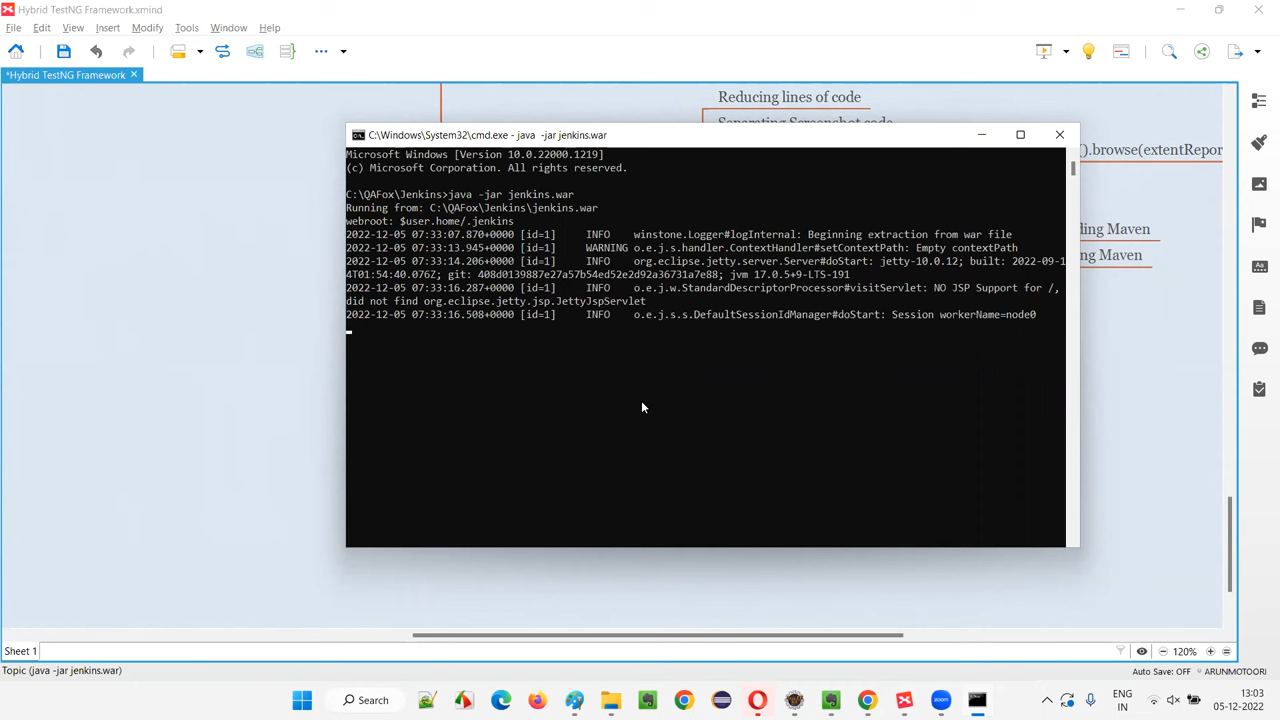 Hybrid TestNG Framework.xmind
File Edit View Insert Modify Tools Window Help
*Hybrid TestNG Framework
Reducing lines of code
Separating Screenshot code
().browse(extentRepor
ding Maven
ng Maven
C:\Windows\System32\cmd.exe - java -jar jenkins.war
Microsoft Windows [Version 10.0.22000.1219]
(c) Microsoft Corporation. All rights reserved.
C:\QAFox\Jenkins>java -jar jenkins.war
Running from: C:\QAFox\Jenkins\jenkins.war
webroot: $user.home/.jenkins
2022-12-05 07:33:07.870+0000 [id=1] INFO winstone.Logger#logInternal: Beginning extraction from war file
2022-12-05 07:33:13.945+0000 [id=1] WARNING o.e.j.s.handler.ContextHandler#setContextPath: Empty contextPath
2022-12-05 07:33:14.206+0000 [id=1] INFO org.eclipse.jetty.server.Server#doStart: jetty-10.0.12; built: 2022-09-1
4T01:54:40.076Z; git: 408d0139887e27a57b54ed52e2d92a36731a7e88; jvm 17.0.5+9-LTS-191
2022-12-05 07:33:16.287+0000 [id=1] INFO o.e.j.w.StandardDescriptorProcessor#visitServlet: NO JSP Support for /,
did not find org.eclipse.jetty.jsp.JettyJspServlet
2022-12-05 07:33:16.508+0000 [id=1] INFO o.e.j.s.s.DefaultSessionIdManager#doStart: Session workerName=node0
Sheet 1
120%
Topic (java -jar jenkins.war)
Auto Save: OFF ARUNMOTOORI
Search
ENG
IN
13:03
05-12-2022